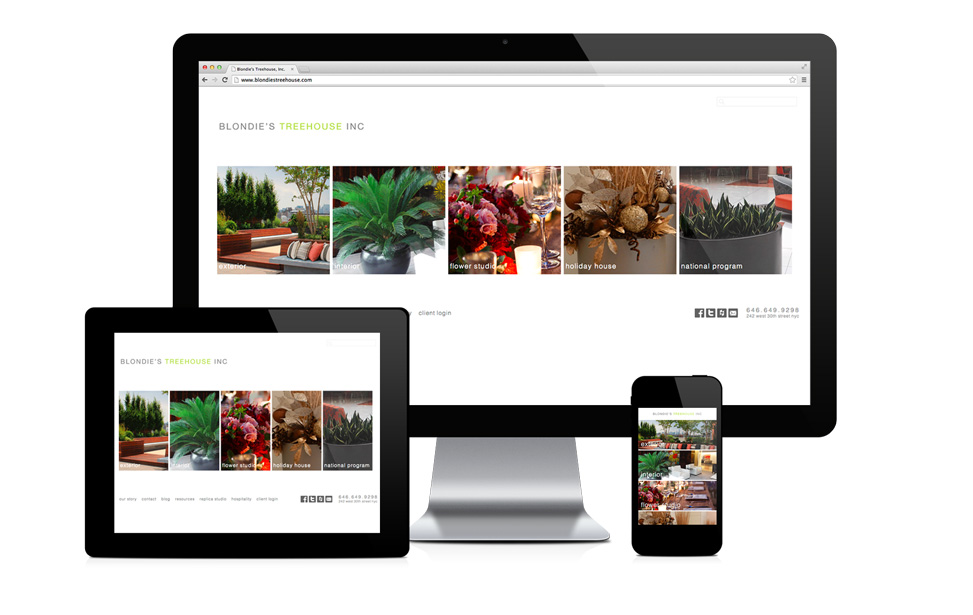 Blondie's Treehouse, Inc.
www.blondiestreehouse.com
BLONDIE'S TREEHOUSE INC
exterior
interior
flower studio
holiday house
national program
client login
646.649.9298
242 west 30th street nyc
BLONDIE'S TREEHOUSE INC
exterior
interior
flower studio
holiday house
national program
our story contact blog resources replica studio hospitality client login
646.649.9298
242 west 30th street nyc
BLONDIE'S TREEHOUSE INC
exterior
interior
flower studio